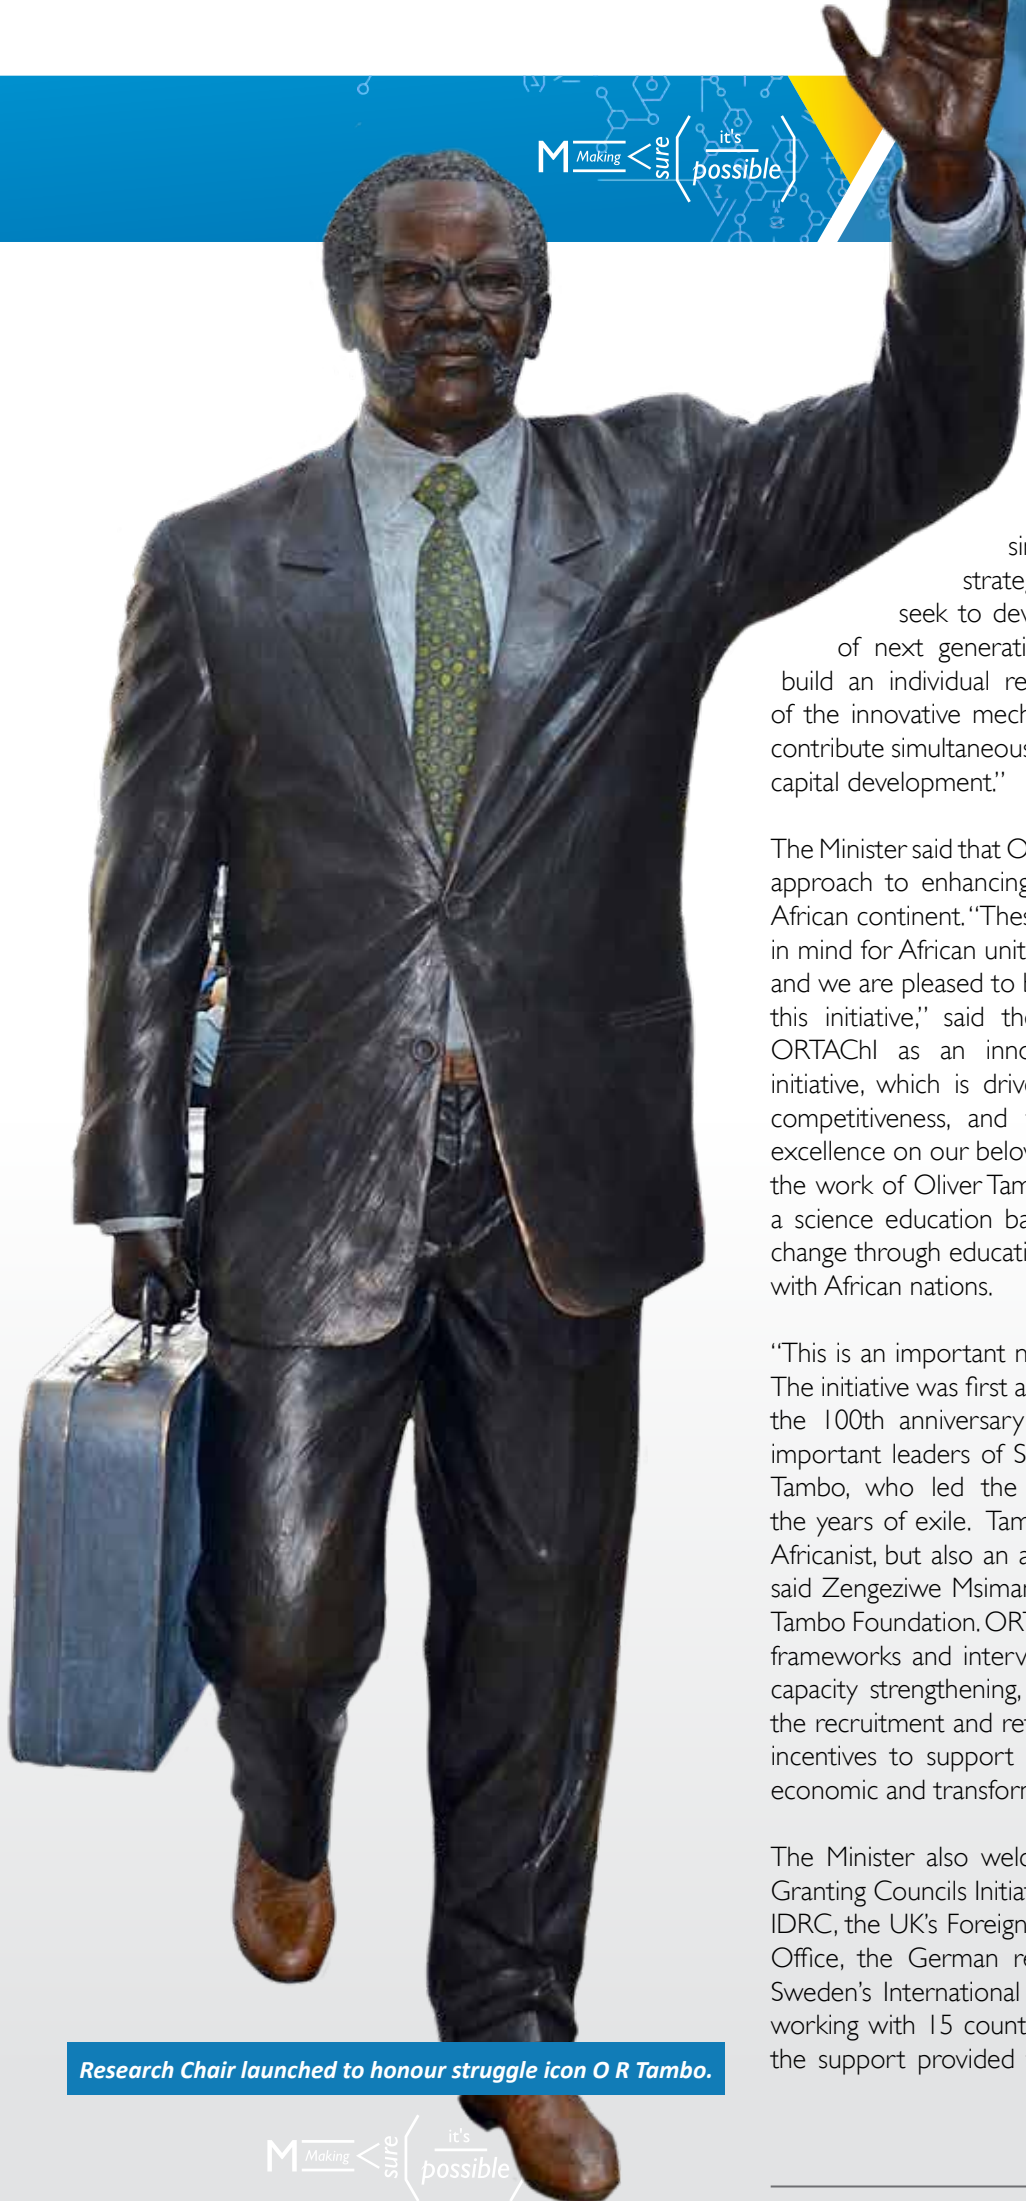 M Making sure it's possible
sin
strateg
seek to dev
of next generati
build an individual re
of the innovative mech
contribute simultaneous
capital development.”
The Minister said that O
approach to enhancing
African continent. “Thes
in mind for African unit
and we are pleased to b
this initiative,” said the
ORTAChI as an inno
initiative, which is drive
competitiveness, and
excellence on our belov
the work of Oliver Tam
a science education ba
change through educati
with African nations.
“This is an important n
The initiative was first a
the 100th anniversary
important leaders of S
Tambo, who led the
the years of exile. Tam
Africanist, but also an a
said Zengeziwe Msiman
Tambo Foundation. ORT
frameworks and interv
capacity strengthening,
the recruitment and ret
incentives to support
economic and transform
The Minister also welc
Granting Councils Initiat
IDRC, the UK’s Foreign
Office, the German re
Sweden’s International
working with 15 count
the support provided
Research Chair launched to honour struggle icon O R Tambo.
M Making sure it's possible